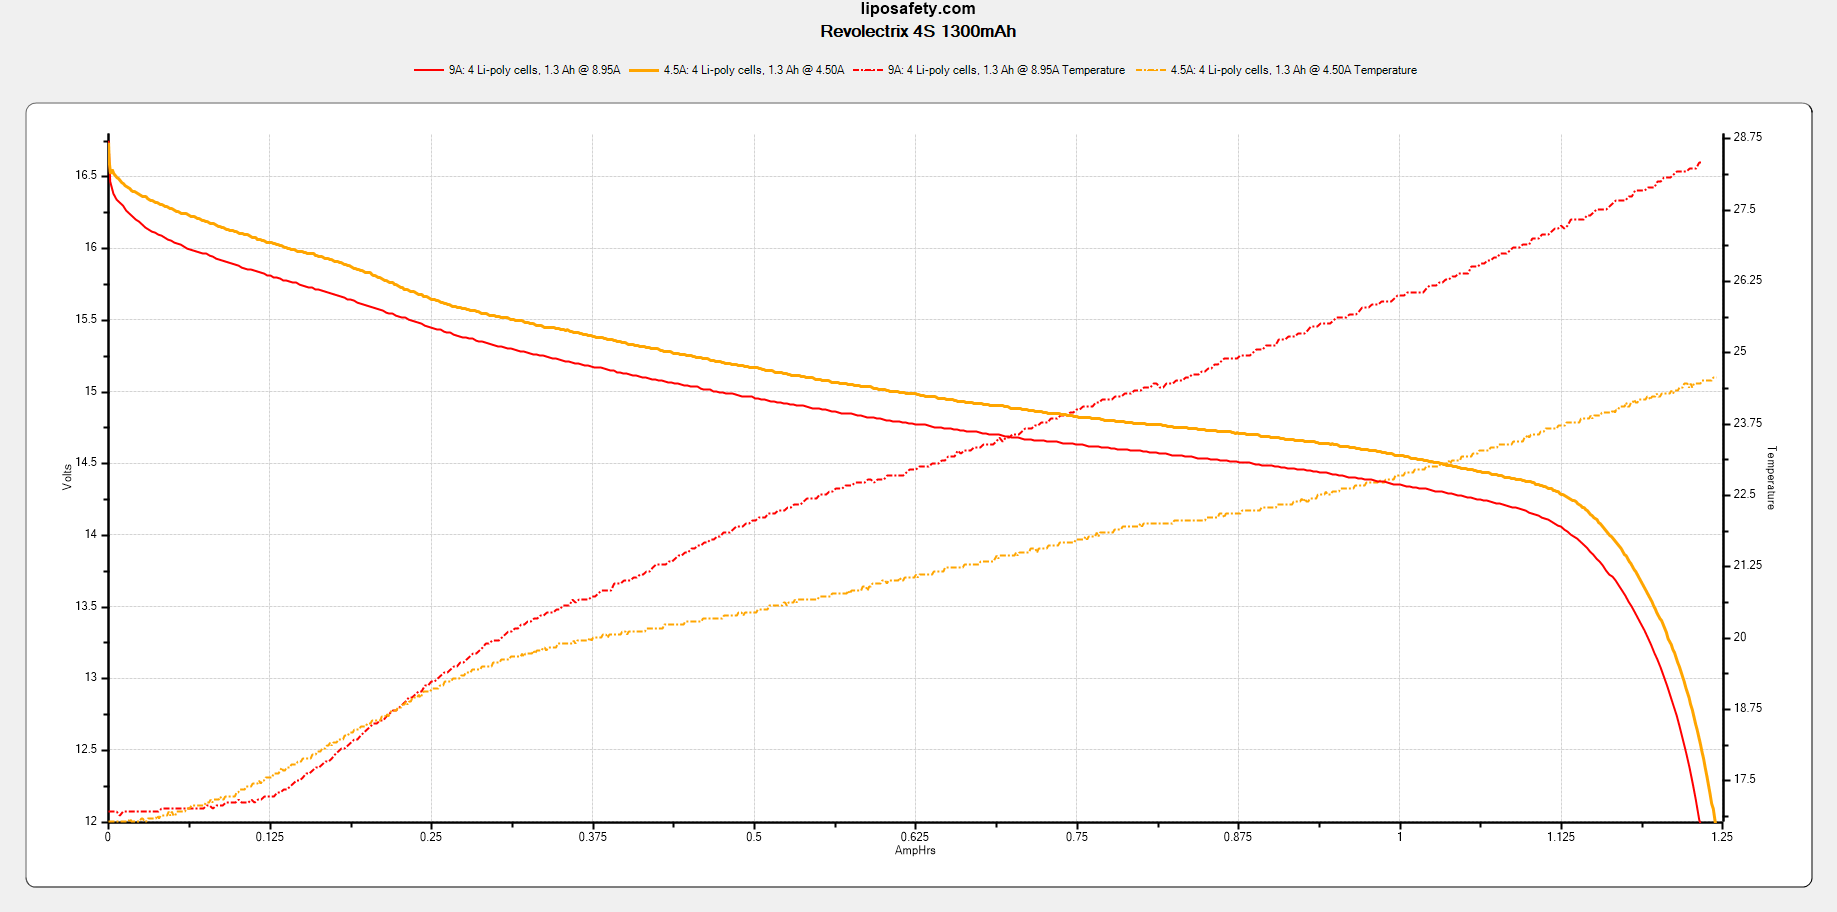 liposafety.com
Revolectrix 4S 1300mAh
9A: 4 Li-poly cells, 1.3 Ah @ 8.95A 4.5A: 4 Li-poly cells, 1.3 Ah @ 4.50A 9A: 4 Li-poly cells, 1.3 Ah @ 8.95A Temperature 4.5A: 4 Li-poly cells, 1.3 Ah @ 4.50A Temperature
16.5
16
15.5
15
14.5
14
13.5
13
12.5
12
Volts
28.75
27.5
26.25
25
23.75
22.5
21.25
20
18.75
17.5
Temperature
0 0.125 0.25 0.375 0.5 0.625 0.75 0.875 1 1.125 1.25
AmpHrs